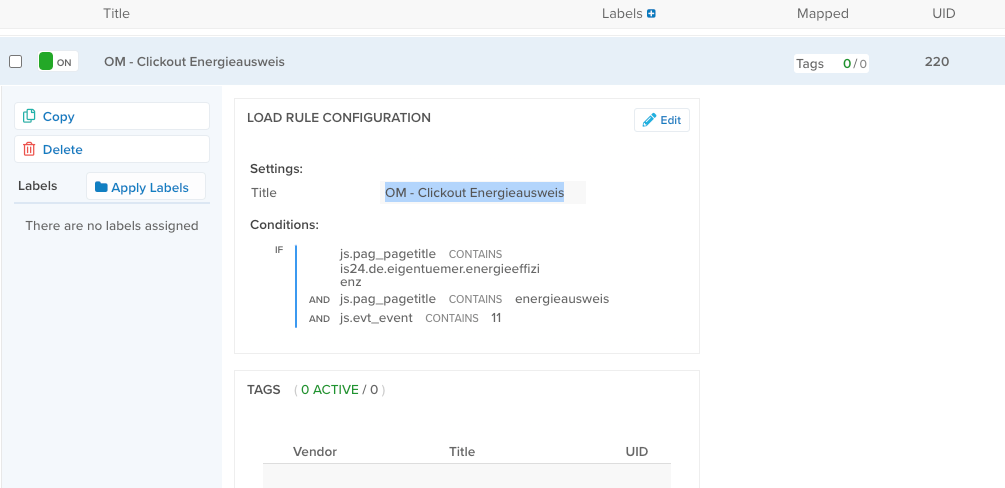 Title Labels Mapped UID
ON OM - Clickout Energieausweis Tags 0 / 0 220
Copy
Delete
Labels Apply Labels
There are no labels assigned
LOAD RULE CONFIGURATION Edit
Settings:
Title OM - Clickout Energieausweis
Conditions:
IF js.pag_pagetitle CONTAINS
is24.de.eigentuemer.energieeffizi
enz
AND js.pag_pagetitle CONTAINS energieausweis
AND js.evt_event CONTAINS 11
TAGS ( 0 ACTIVE / 0 )
Vendor Title UID